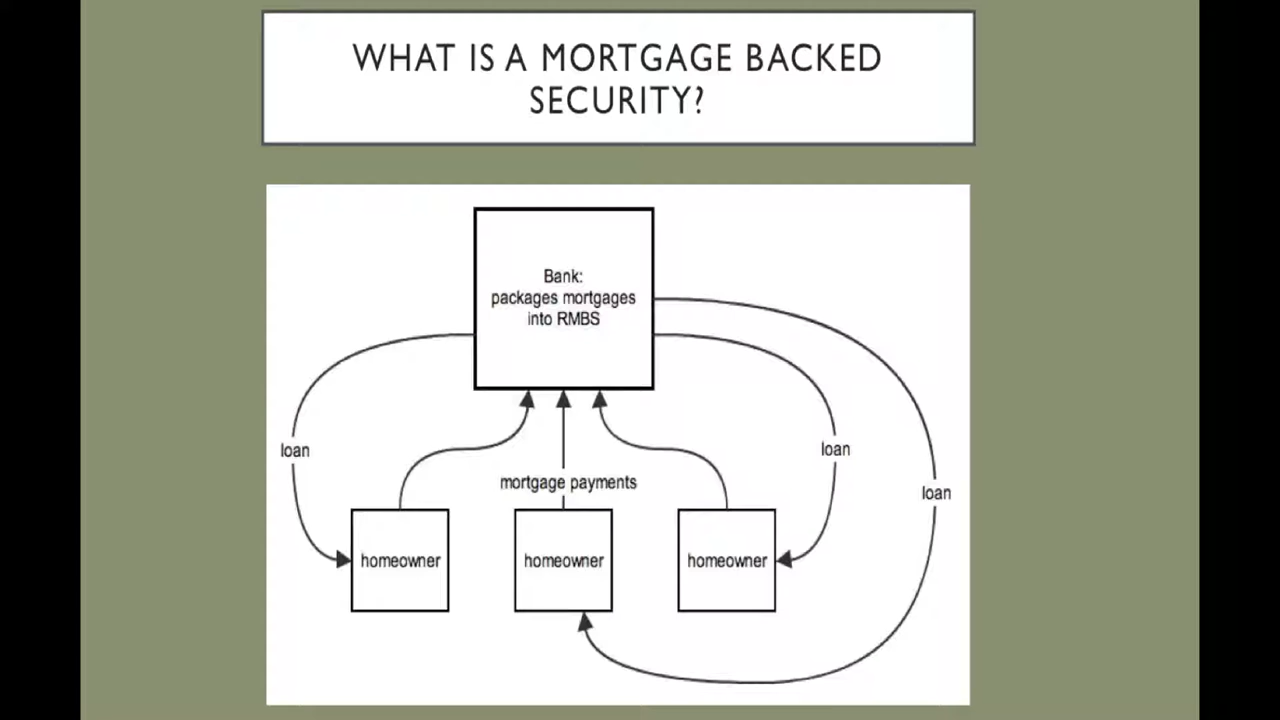 WHAT IS A MORTGAGE BACKED
SECURITY?
Bank:
packages mortgages
into RMBS
loan
loan
mortgage payments
loan
homeowner
homeowner
homeowner